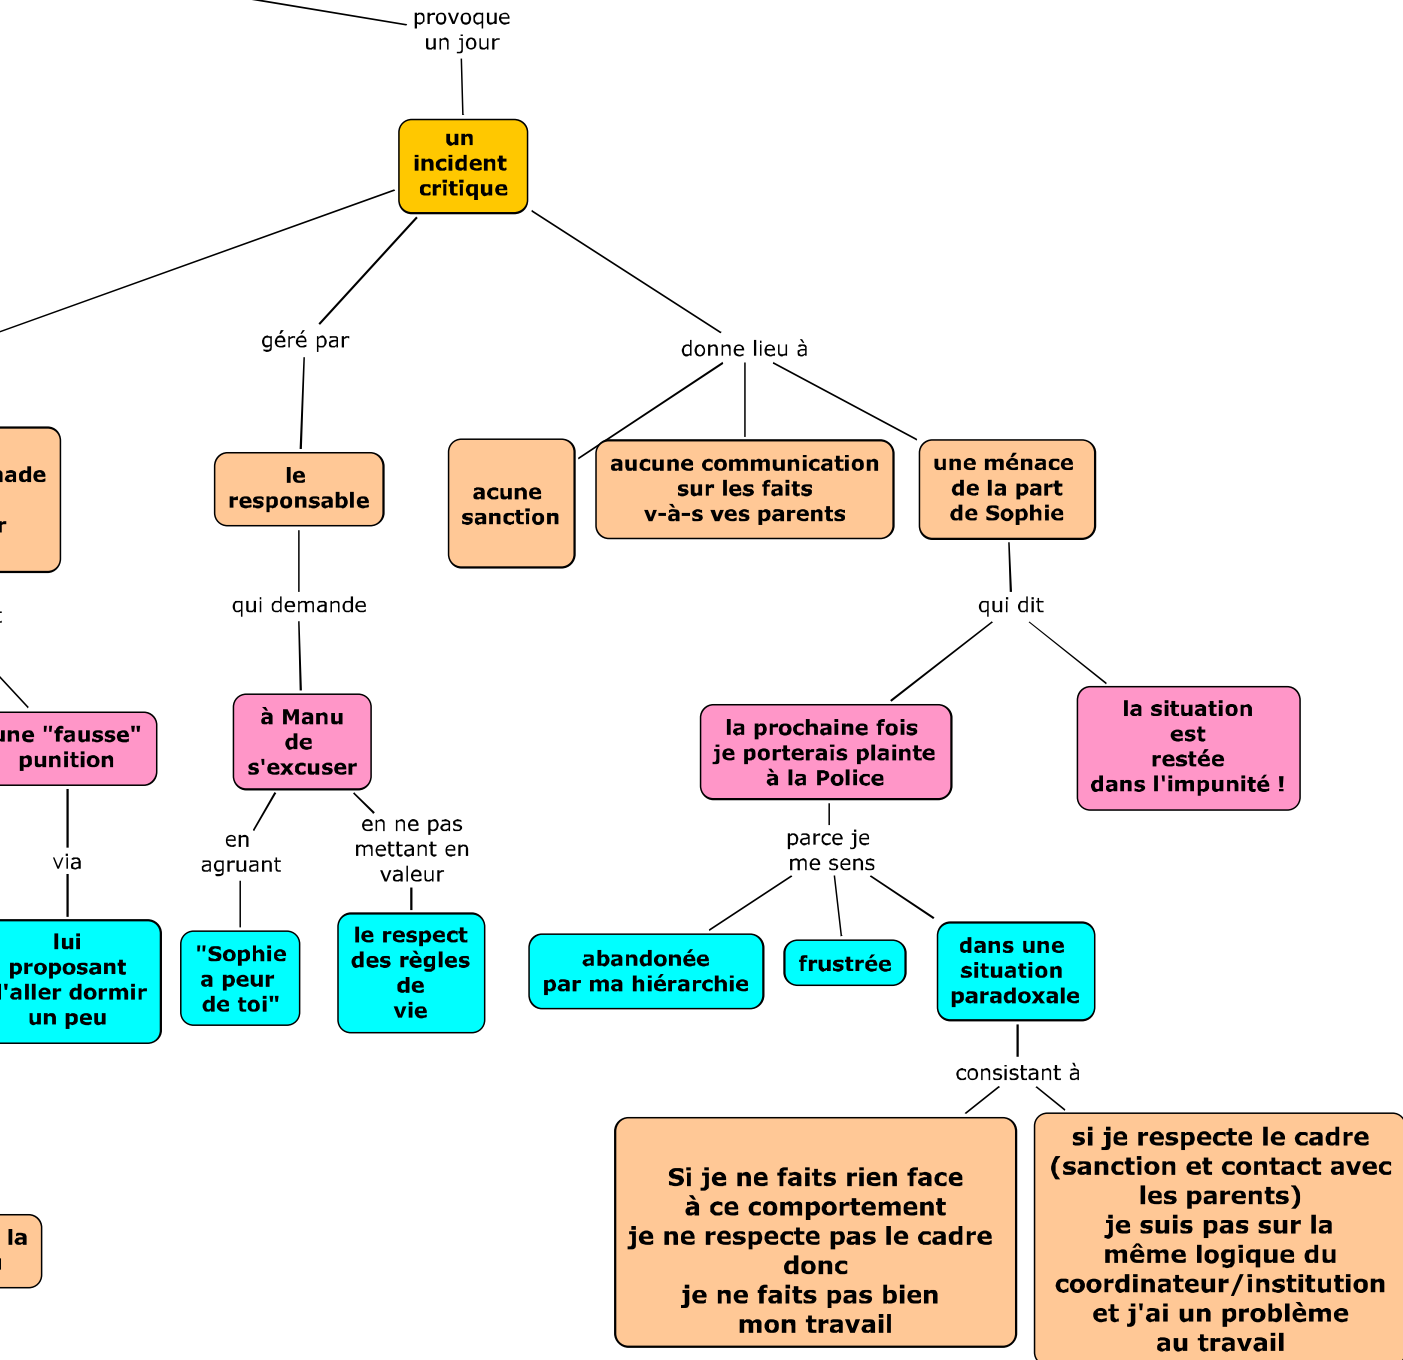 provoque
un jour
un
incident
critique
géré par
donne lieu à
le
responsable
acune
sanction
aucune communication
sur les faits
v-à-s ves parents
une ménace
de la part
de Sophie
qui demande
qui dit
une "fausse"
punition
à Manu
de
s'excuser
la prochaine fois
je porterais plainte
à la Police
la situation
est
restée
dans l'impunité !
via
en
agruant
en ne pas
mettant en
valeur
parce je
me sens
lui
proposant
d'aller dormir
un peu
"Sophie
a peur
de toi"
le respect
des règles
de
vie
abandonée
par ma hiérarchie
frustrée
dans une
situation
paradoxale
consistant à
Si je ne faits rien face
à ce comportement
je ne respecte pas le cadre
donc
je ne faits pas bien
mon travail
si je respecte le cadre
(sanction et contact avec
les parents)
je suis pas sur la
même logique du
coordinateur/institution
et j'ai un problème
au travail
la